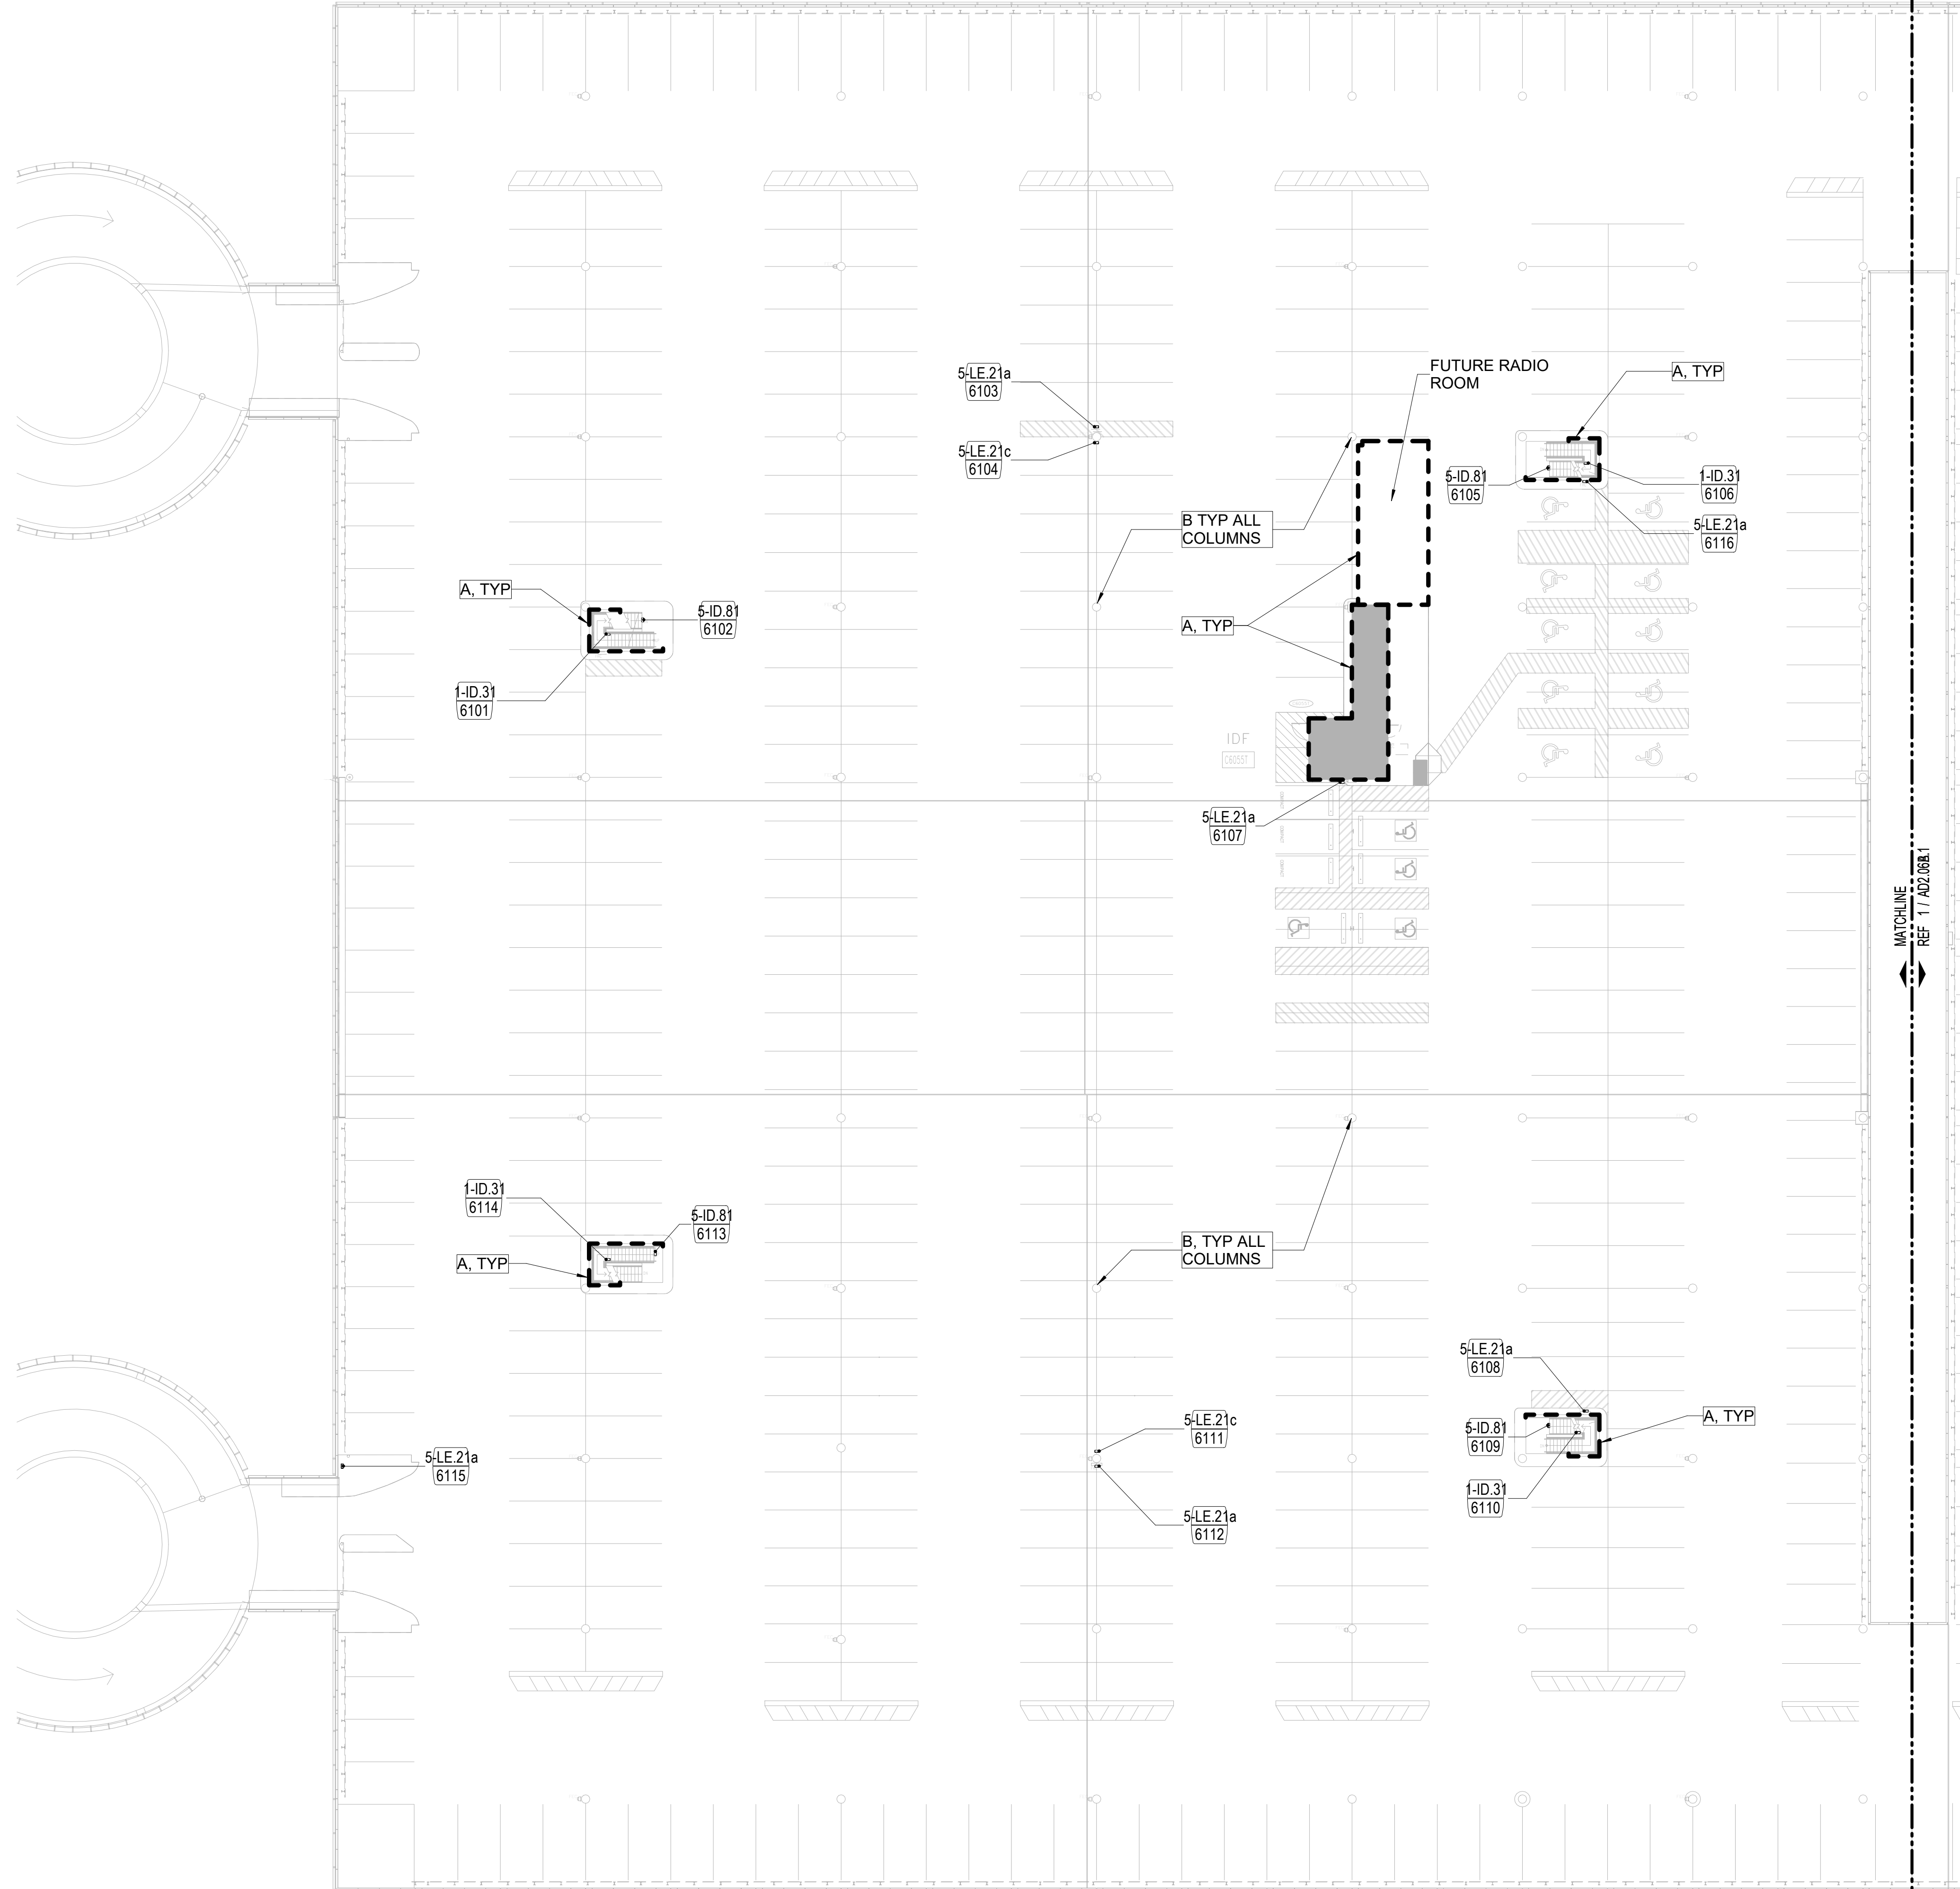 FUTURE RADIO
ROOM
A, TYP
5-LE.21a
6103
5-LE.21c
6104
5-ID.81
6105
1-ID.31
6106
5-LE.21a
6116
B TYP ALL
COLUMNS
A, TYP
5-ID.81
6102
A, TYP
1-ID.31
6101
IDF
C6055T
5-LE.21a
6107
MATCHLINE
REF 1 / AD2.06B.1
1-ID.31
6114
5-ID.81
6113
A, TYP
B, TYP ALL
COLUMNS
5-LE.21a
6108
5-LE.21c
6111
A, TYP
5-ID.81
6109
5-LE.21a
6115
1-ID.31
6110
5-LE.21a
6112